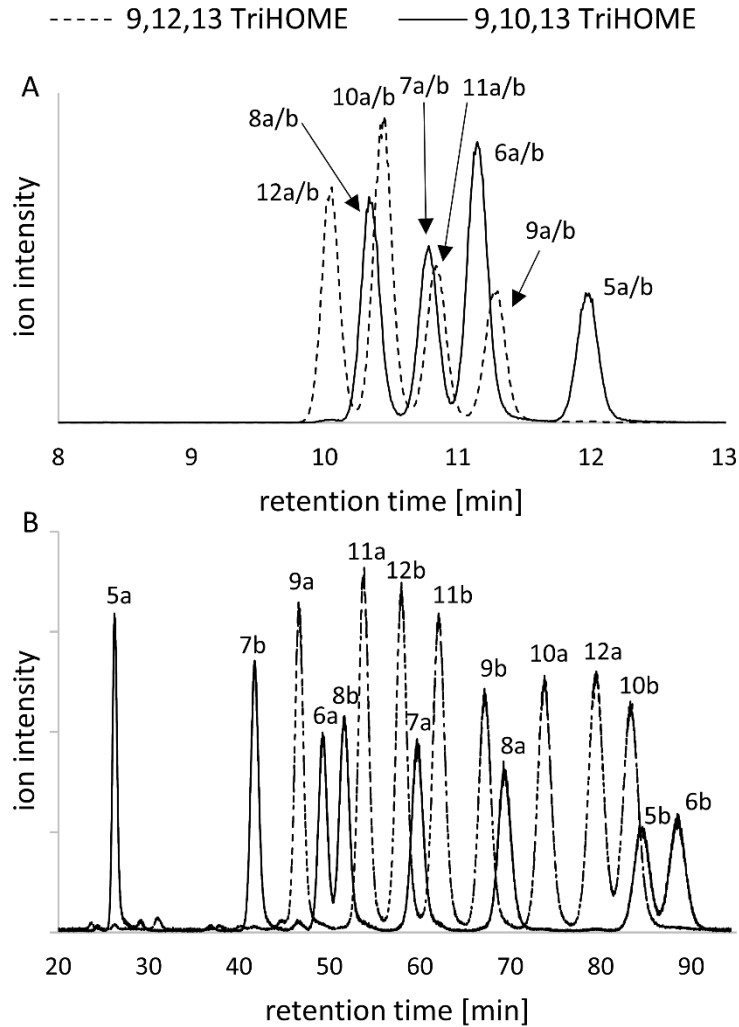 9,12,13 TriHOME 9,10,13 TriHOME
A
7a/b
11a/b
10a/b
8a/b
6a/b
12a/b
9a/b
5a/b
ion intensity
8 9 10 11 12 13
retention time [min]
B
5a
7b
9a
6a
8b
11a
12b
7a
11b
9b
8a
10a
12a
10b
5b
6b
ion intensity
20 30 40 50 60 70 80 90
retention time [min]